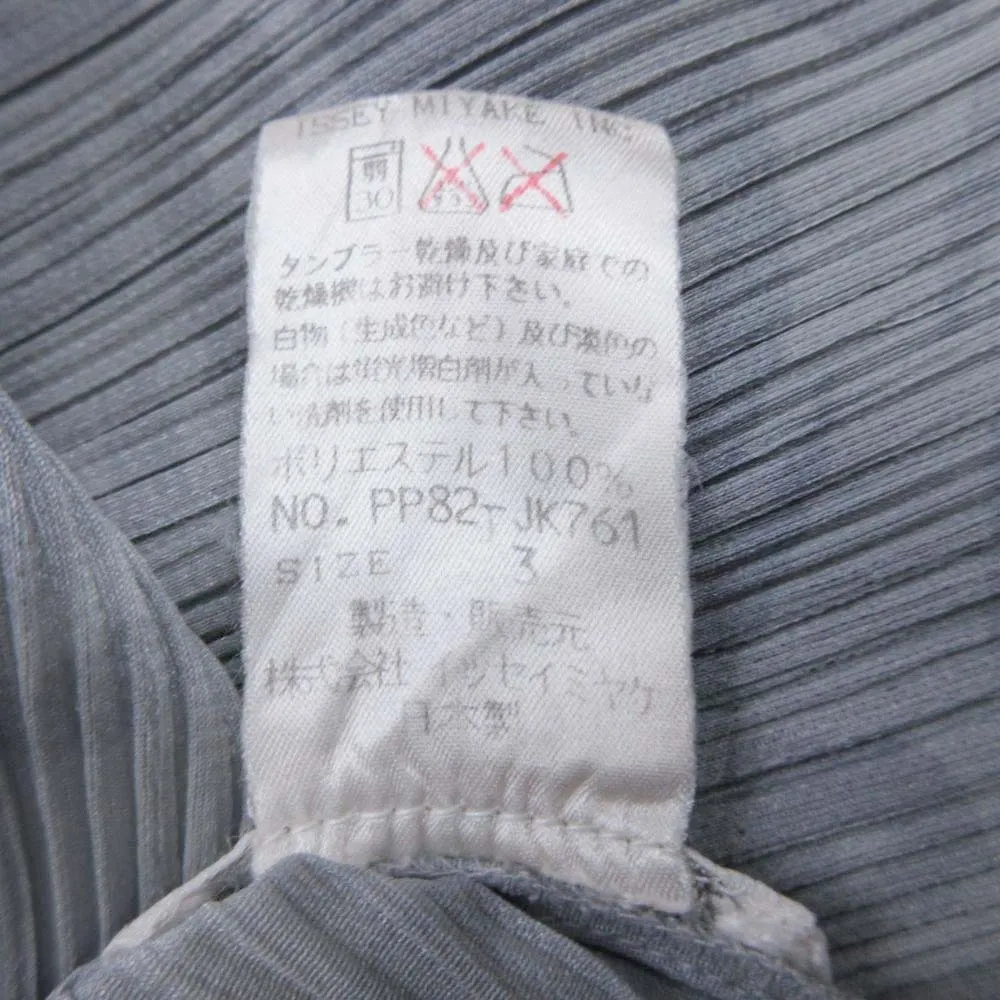 ISSEY MIYAKE INC.
弱
30
エンソ
タンブラー乾燥及び家庭での
乾燥機はお避け下さい。
白物(生成色など)及び淡色の
場合は蛍光増白剤が入っていな
い洗剤を使用して下さい。
ポリエステル100%
NO. PP82-JK761
SIZE 3
製造・販売元
株式会社 イッセイミヤケ
日本製